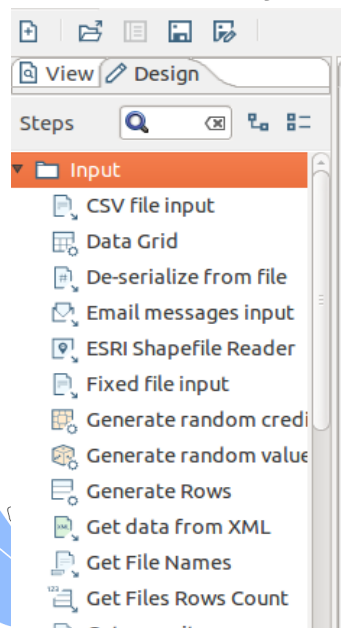 View Design
Steps
Input
CSV file input
Data Grid
De-serialize from file
Email messages input
ESRI Shapefile Reader
Fixed file input
Generate random credi
Generate random value
Generate Rows
Get data from XML
Get File Names
Get Files Rows Count